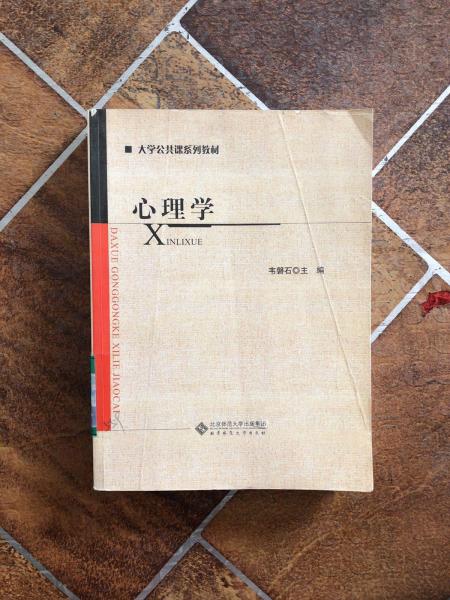 ■ 大学公共课系列教材
心理学
XINLIXUE
韦磐石◎主 编
DAXUE GONGGONGKE XILIE JIAOCAI
北京师范大学出版集团
北京师范大学出版社